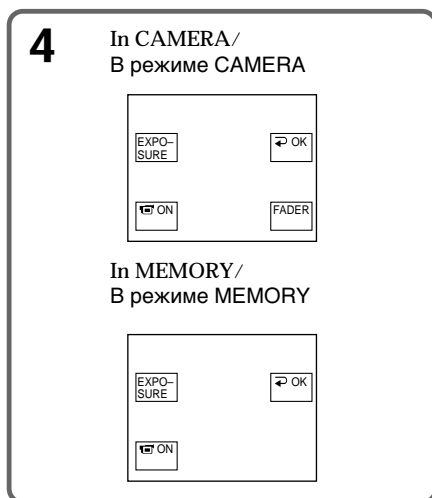 4
In CAMERA/
В режиме CAMERA
EXPO–
SURE
OK
ON
FADER
In MEMORY/
В режиме MEMORY
EXPO–
SURE
OK
ON